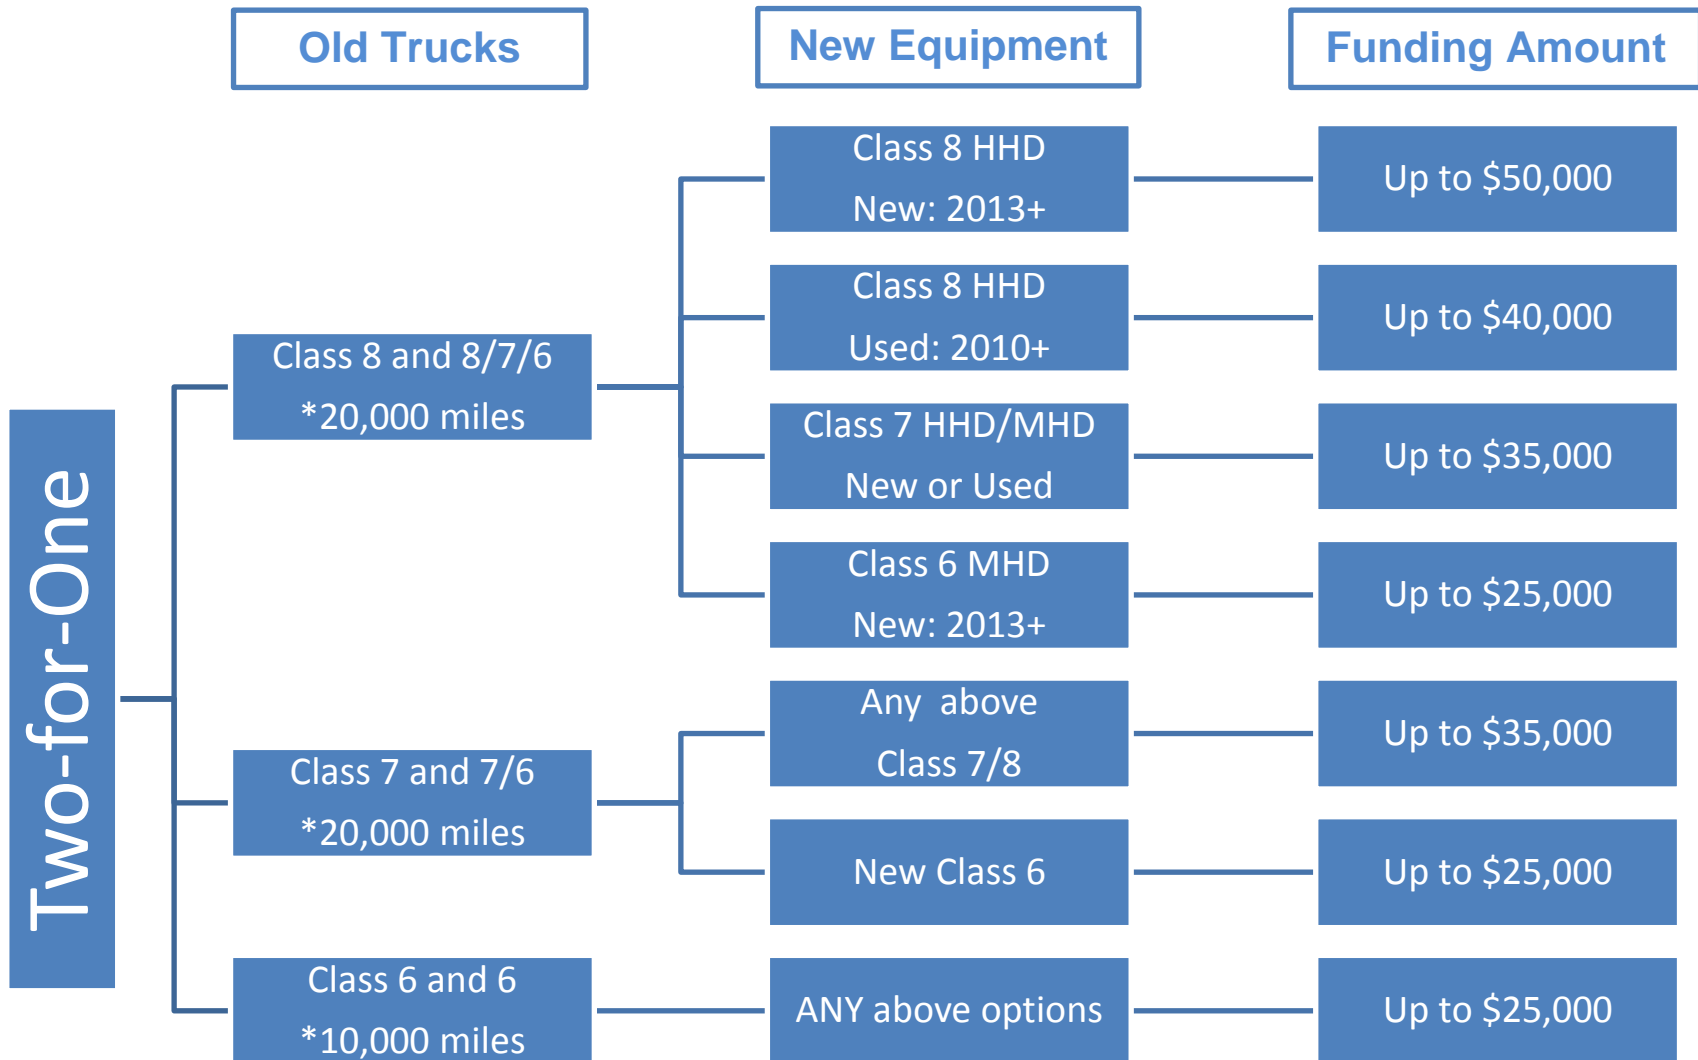 Old Trucks
New Equipment
Funding Amount
Two-for-One
Class 8 and 8/7/6
*20,000 miles
Class 8 HHD
New: 2013+
Up to $50,000
Class 8 HHD
Used: 2010+
Up to $40,000
Class 7 HHD/MHD
New or Used
Up to $35,000
Class 6 MHD
New: 2013+
Up to $25,000
Class 7 and 7/6
*20,000 miles
Any above
Class 7/8
Up to $35,000
New Class 6
Up to $25,000
Class 6 and 6
*10,000 miles
ANY above options
Up to $25,000